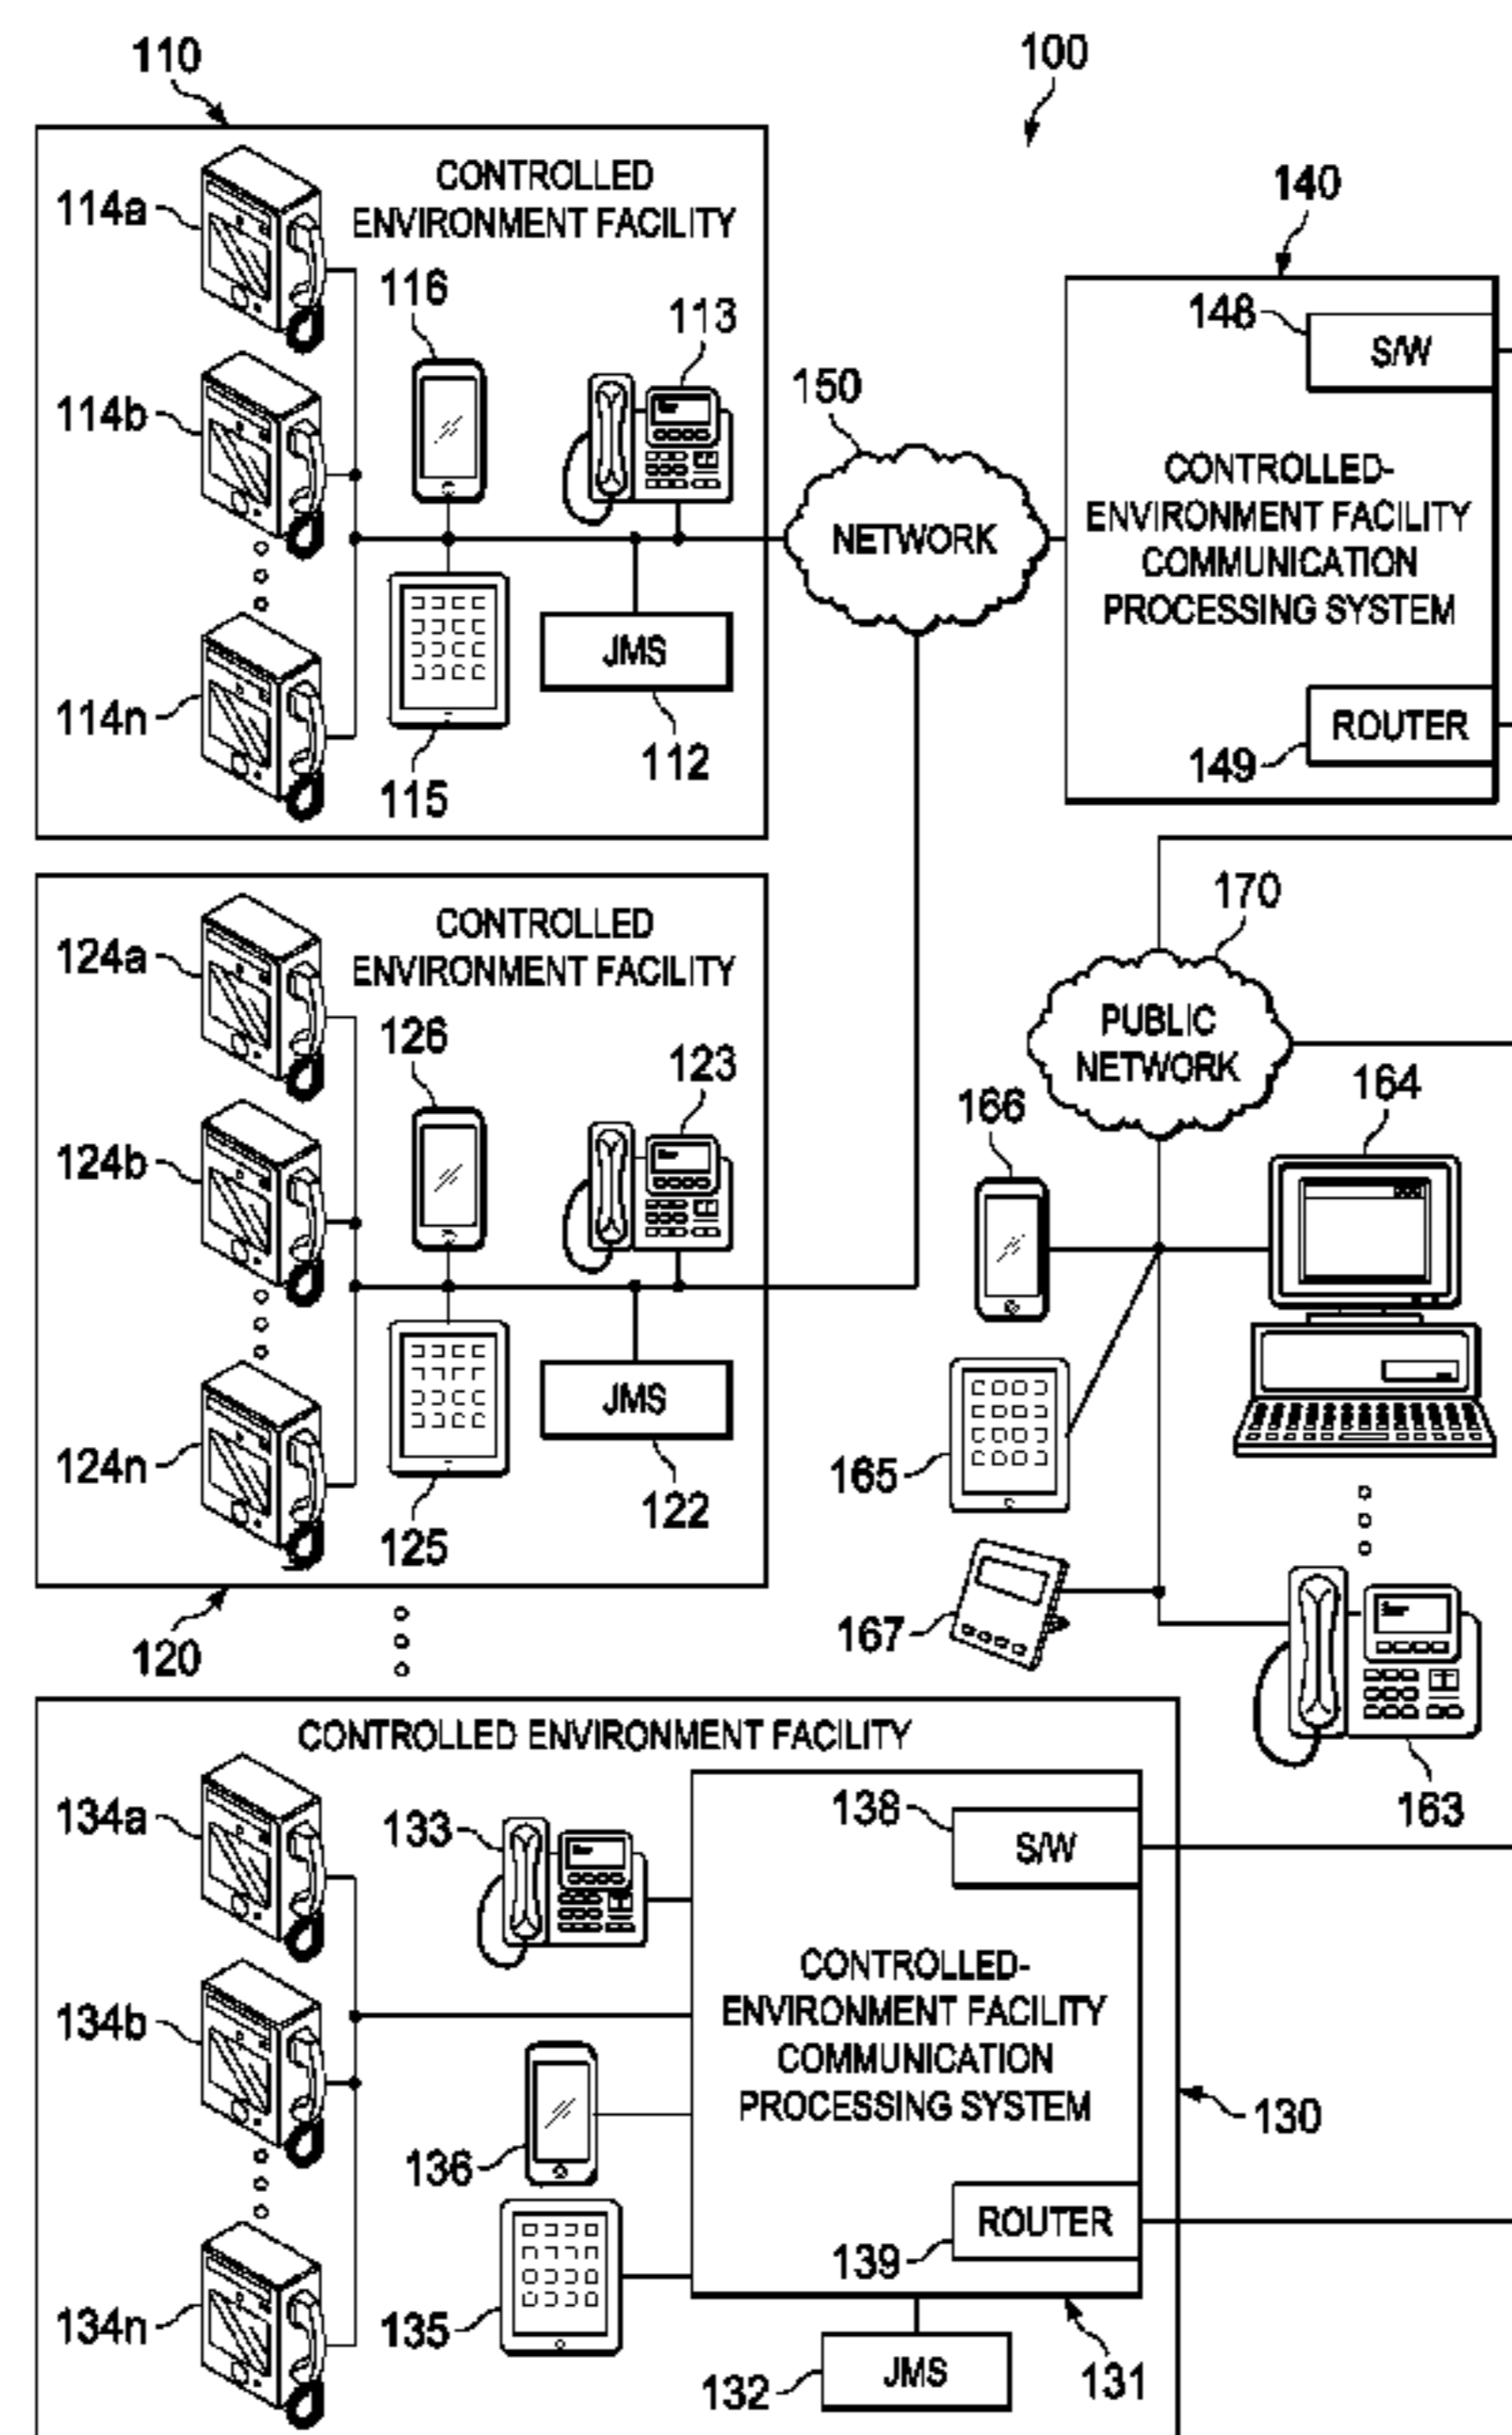 110
100
CONTROLLED
ENVIRONMENT FACILITY
114a
116
113
114b
114n
115
JMS
112
150
NETWORK
140
148
S/W
CONTROLLED-
ENVIRONMENT FACILITY
COMMUNICATION
PROCESSING SYSTEM
ROUTER
149
CONTROLLED
ENVIRONMENT FACILITY
124a
126
123
124b
124n
125
JMS
122
120
170
PUBLIC
NETWORK
166
164
165
167
163
CONTROLLED ENVIRONMENT FACILITY
134a
133
138
S/W
134b
CONTROLLED-
ENVIRONMENT FACILITY
COMMUNICATION
PROCESSING SYSTEM
130
136
ROUTER
139
134n
135
132
JMS
131